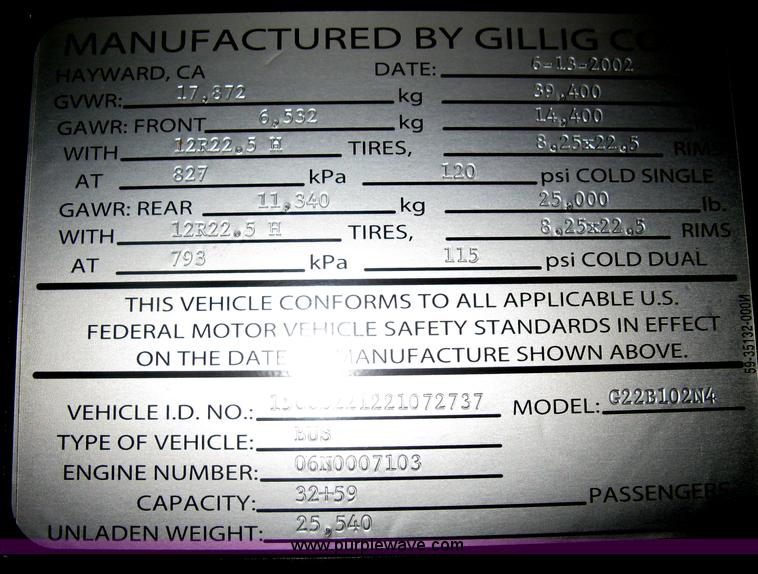 MANUFACTURED BY GILLIG CO
HAYWARD, CA DATE: 6-13-2002
GVWR: 17,872 kg 39,400
GAWR: FRONT 6,532 kg 14,400
WITH 12R22.5 H TIRES, 8.25x22.5 RIMS
AT 827 kPa 120 psi COLD SINGLE
GAWR: REAR 11,340 kg 25,000 lb.
WITH 12R22.5 H TIRES, 8.25x22.5 RIMS
AT 793 kPa 115 psi COLD DUAL
THIS VEHICLE CONFORMS TO ALL APPLICABLE U.S.
FEDERAL MOTOR VEHICLE SAFETY STANDARDS IN EFFECT
ON THE DATE MANUFACTURE SHOWN ABOVE.
59-35132-000N
VEHICLE I.D. NO.: MODEL: G22B102N4
TYPE OF VEHICLE: BUS
ENGINE NUMBER: 06N0007103
CAPACITY: 32+59 PASSENGERS
UNLADEN WEIGHT: 25,540
www.purplewave.com